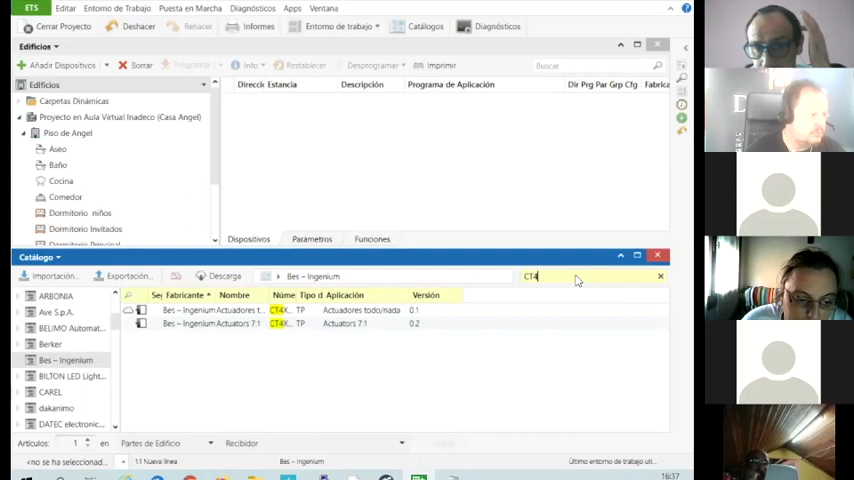 ETS Editar Entorno de Trabajo Puesta en Marcha Diagnósticos Apps Ventana
Cerrar Proyecto Deshacer Rehacer Informes Entorno de trabajo Catálogos Diagnósticos
Edificios
Añadir Dispositivos Borrar Programar Info Restablecer Desprogramar Imprimir Buscar
Edificios
Direcci Estancia Descripción Programa de Aplicación Dir Prg Par Grp Cfg Fabrica
Carpetas Dinámicas
Proyecto en Aula Virtual Inadeco (Casa Angel)
Piso de Angel
Aseo
Baño
Cocina
Comedor
Dormitorio niños
Dormitorio Invitados
Dormitorio Principal
Dispositivos Parámetros Funciones
Catálogo
Importación... Exportación... Descarga Bes – Ingenium CT4
ARBONIA
Ave S.p.A.
BELIMO Automat...
Berker
Bes – Ingenium
BILTON LED Light...
CAREL
dakanimo
DATEC electronic...
Seç Fabricante Nombre Núme Tipo d Aplicación Versión
Bes – Ingenium Actuadores t... CT4X... TP Actuadores todo/nada 0.1
Bes – Ingenium Actuators 7.1 CT4X... TP Actuators 7.1 0.2
Artículos: 1 en Partes de Edificio Recibidor
<no se ha seleccionad... 1.1 Nueva línea Bes – Ingenium Último entorno de trabajo uti...
16:37